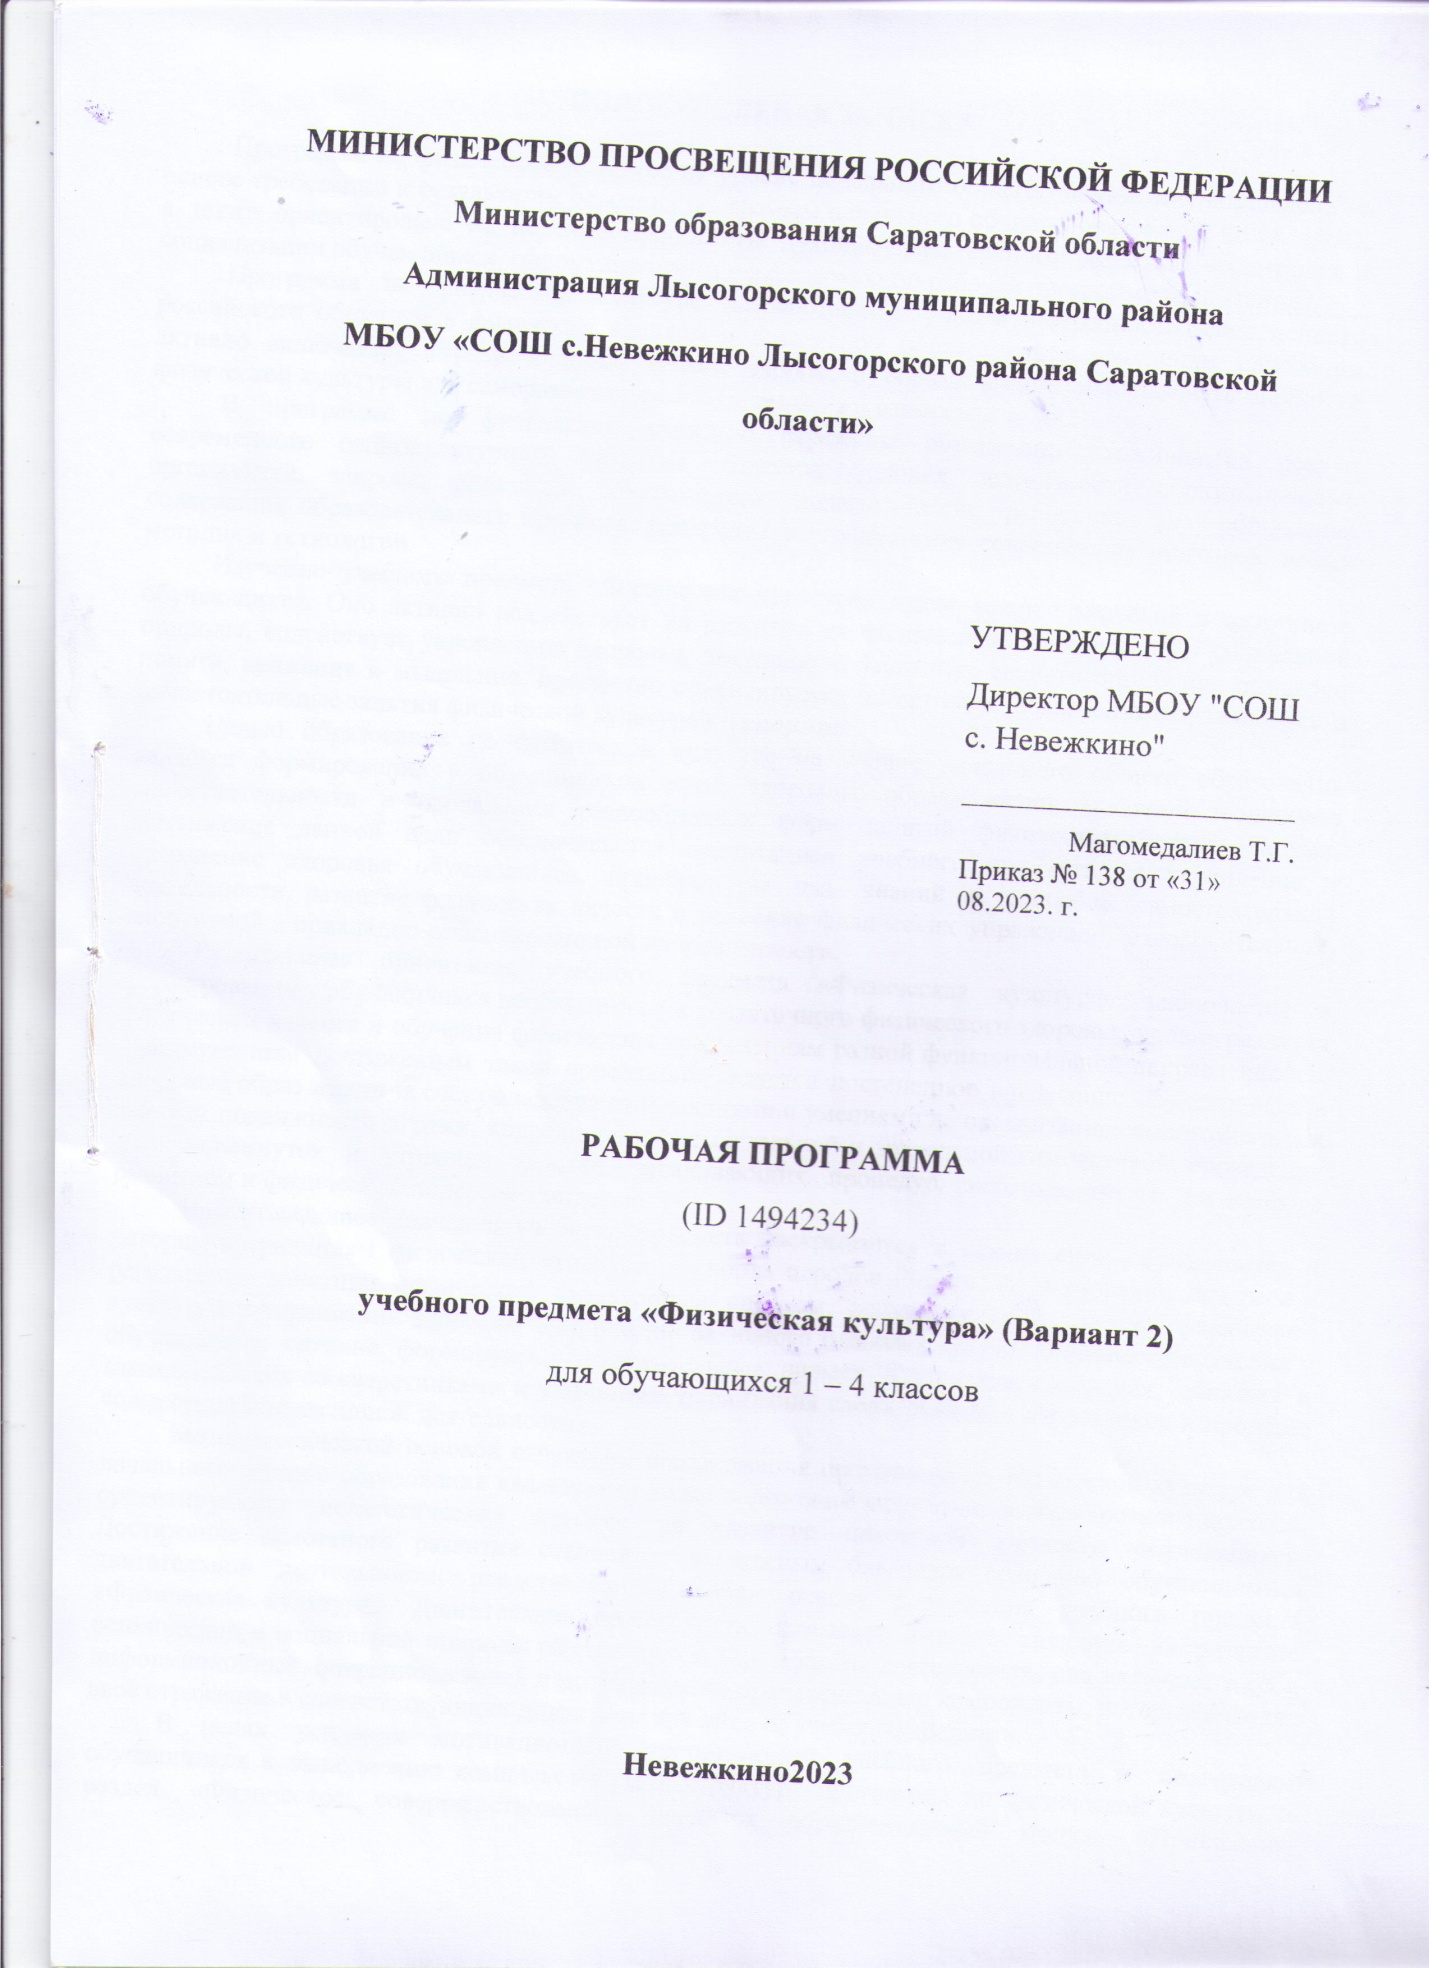 МИНИСТЕРСТВО ПРОСВЕЩЕНИЯ РОССИЙСКОЙ ФЕДЕРАЦИИ
Министерство образования Саратовской области
Администрация Лысогорского муниципального района
МБОУ «СОШ с.Невежкино Лысогорского района Саратовской
области»
УТВЕРЖДЕНО
Директор МБОУ "СОШ
с. Невежкино"
Магомедалиев Т.Г.
Приказ № 138 от «31»
08.2023. г.
РАБОЧАЯ ПРОГРАММА
(ID 1494234)
учебного предмета «Физическая культура» (Вариант 2)
для обучающихся 1 – 4 классов
Невежкино2023